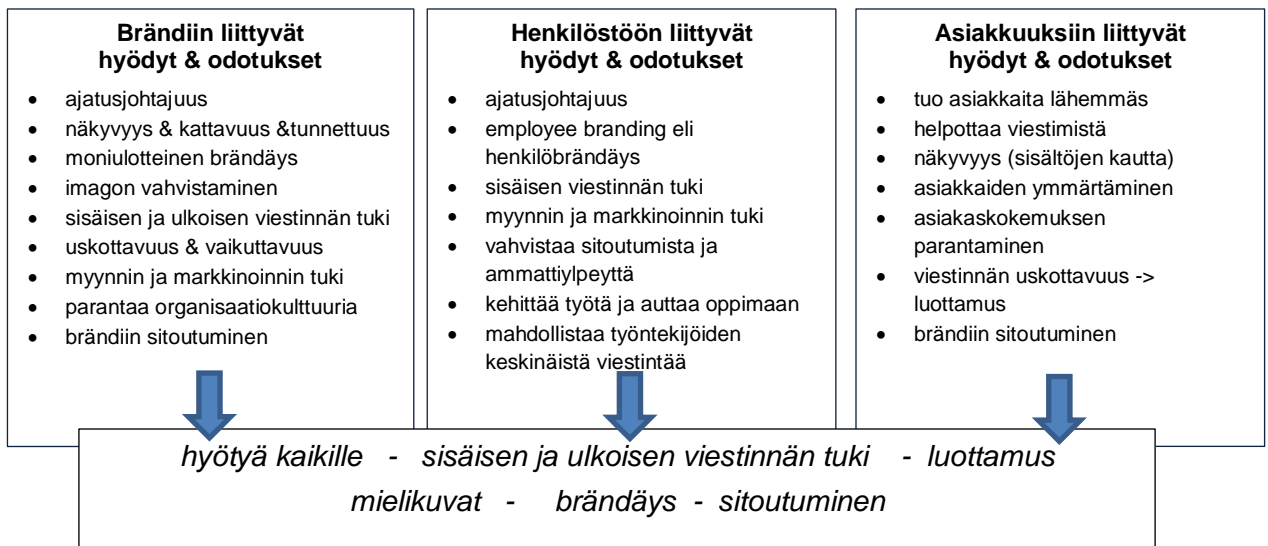 Brändiin liittyvät
hyödyt & odotukset
• ajatusjohtajuus
• näkyvyys & kattavuus &tunnettuus
• moniulotteinen brändäys
• imagon vahvistaminen
• sisäisen ja ulkoisen viestinnän tuki
• uskottavuus & vaikuttavuus
• myynnin ja markkinoinnin tuki
• parantaa organisaatiokulttuuria
• brändiin sitoutuminen
Henkilöstöön liittyvät
hyödyt & odotukset
• ajatusjohtajuus
• employee branding eli
henkilöbrändäys
• sisäisen viestinnän tuki
• myynnin ja markkinoinnin tuki
• vahvistaa sitoutumista ja
ammattiylpeyttä
• kehittää työtä ja auttaa oppimaan
• mahdollistaa työntekijöiden
keskinäistä viestintää
Asiakkuuksiin liittyvät
hyödyt & odotukset
• tuo asiakkaita lähemmäs
• helpottaa viestimistä
• näkyvyys (sisältöjen kautta)
• asiakkaiden ymmärtäminen
• asiakaskokemuksen
parantaminen
• viestinnän uskottavuus ->
luottamus
• brändiin sitoutuminen
hyötyä kaikille - sisäisen ja ulkoisen viestinnän tuki - luottamus
mielikuvat - brändäys - sitoutuminen